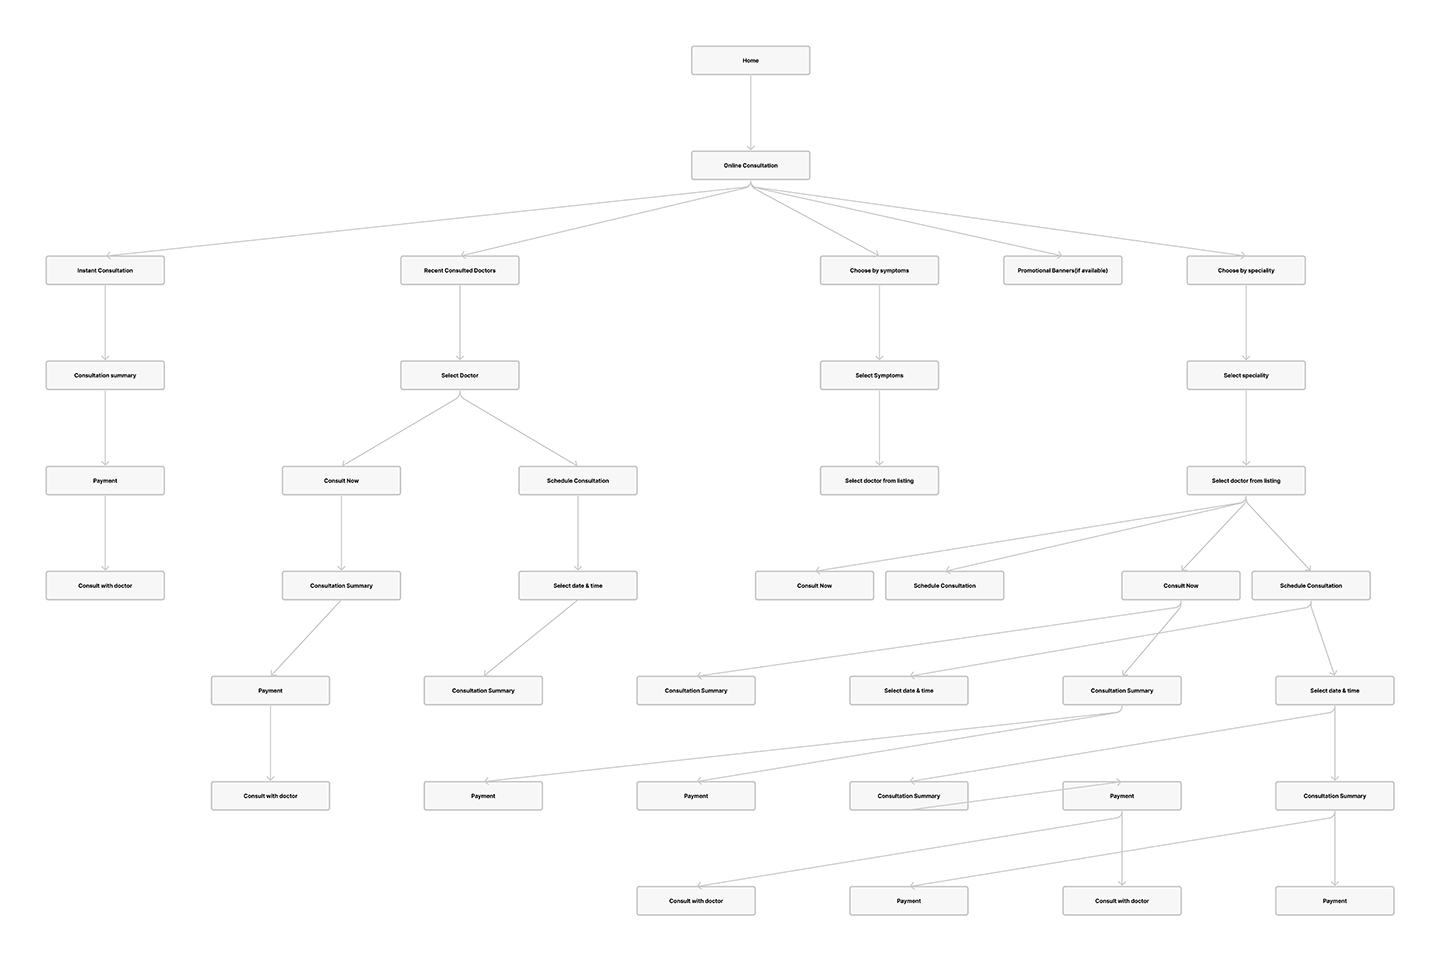 Home
Online Consultation
Instant Consultation
Recent Consulted Doctors
Choose by symptoms
Promotional Banners(if available)
Choose by speciality
Consultation summary
Select Doctor
Select Symptoms
Select speciality
Payment
Consult Now
Schedule Consultation
Select doctor from listing
Select doctor from listing
Consult with doctor
Consultation Summary
Select date & time
Consult Now
Schedule Consultation
Consult Now
Schedule Consultation
Payment
Consultation Summary
Consultation Summary
Select date & time
Consultation Summary
Select date & time
Consult with doctor
Payment
Payment
Consultation Summary
Payment
Consultation Summary
Consult with doctor
Payment
Consult with doctor
Payment